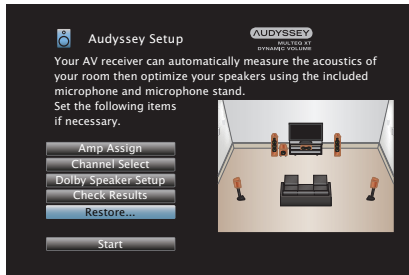 Audyssey Setup
AUDYSSEY
MULTEQ XT
DYNAMIC VOLUME
Your AV receiver can automatically measure the acoustics of
your room then optimize your speakers using the included
microphone and microphone stand.
Set the following items
if necessary.
Amp Assign
Channel Select
Dolby Speaker Setup
Check Results
Restore...
Start